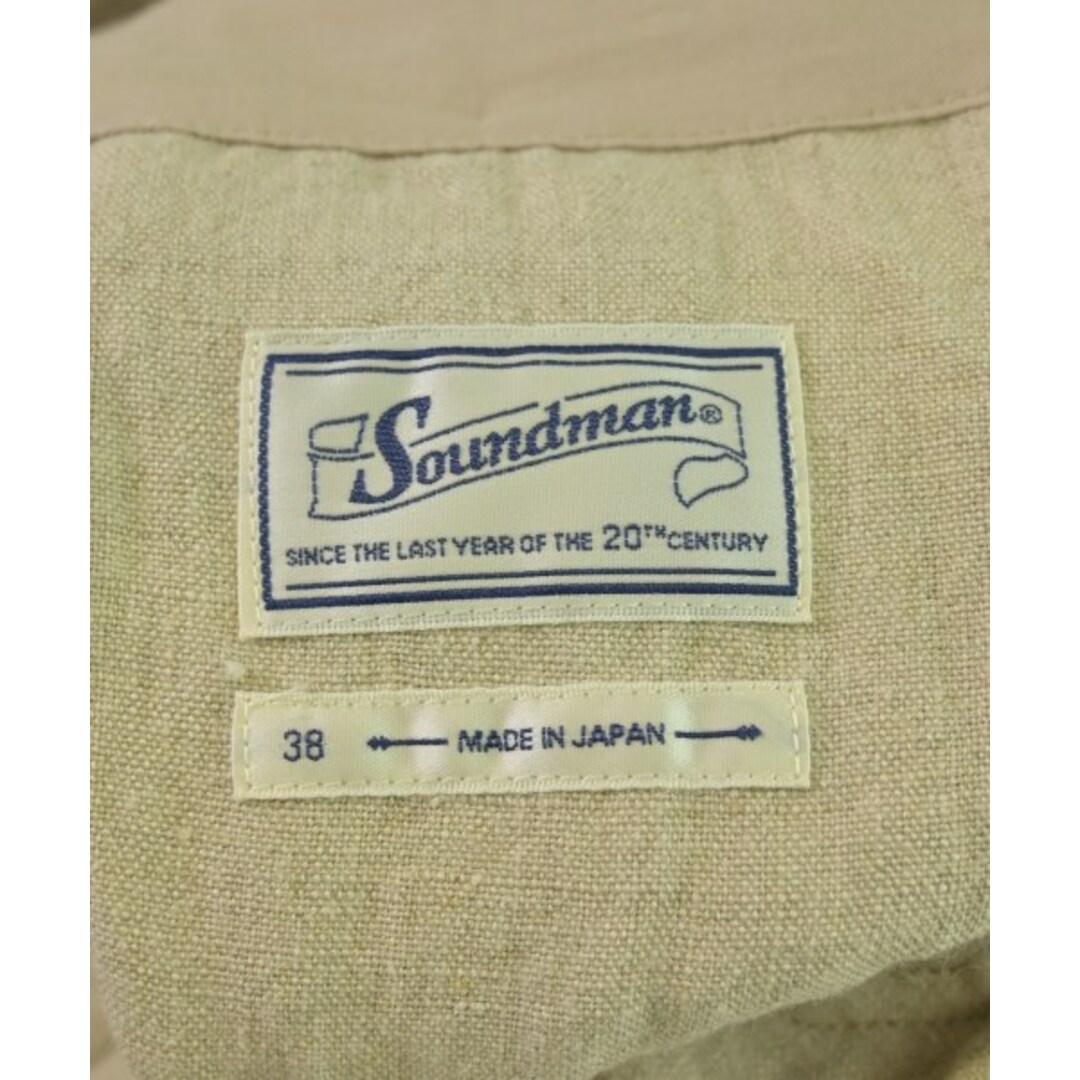 Soundman®
SINCE THE LAST YEAR OF THE 20TH CENTURY
38 MADE IN JAPAN